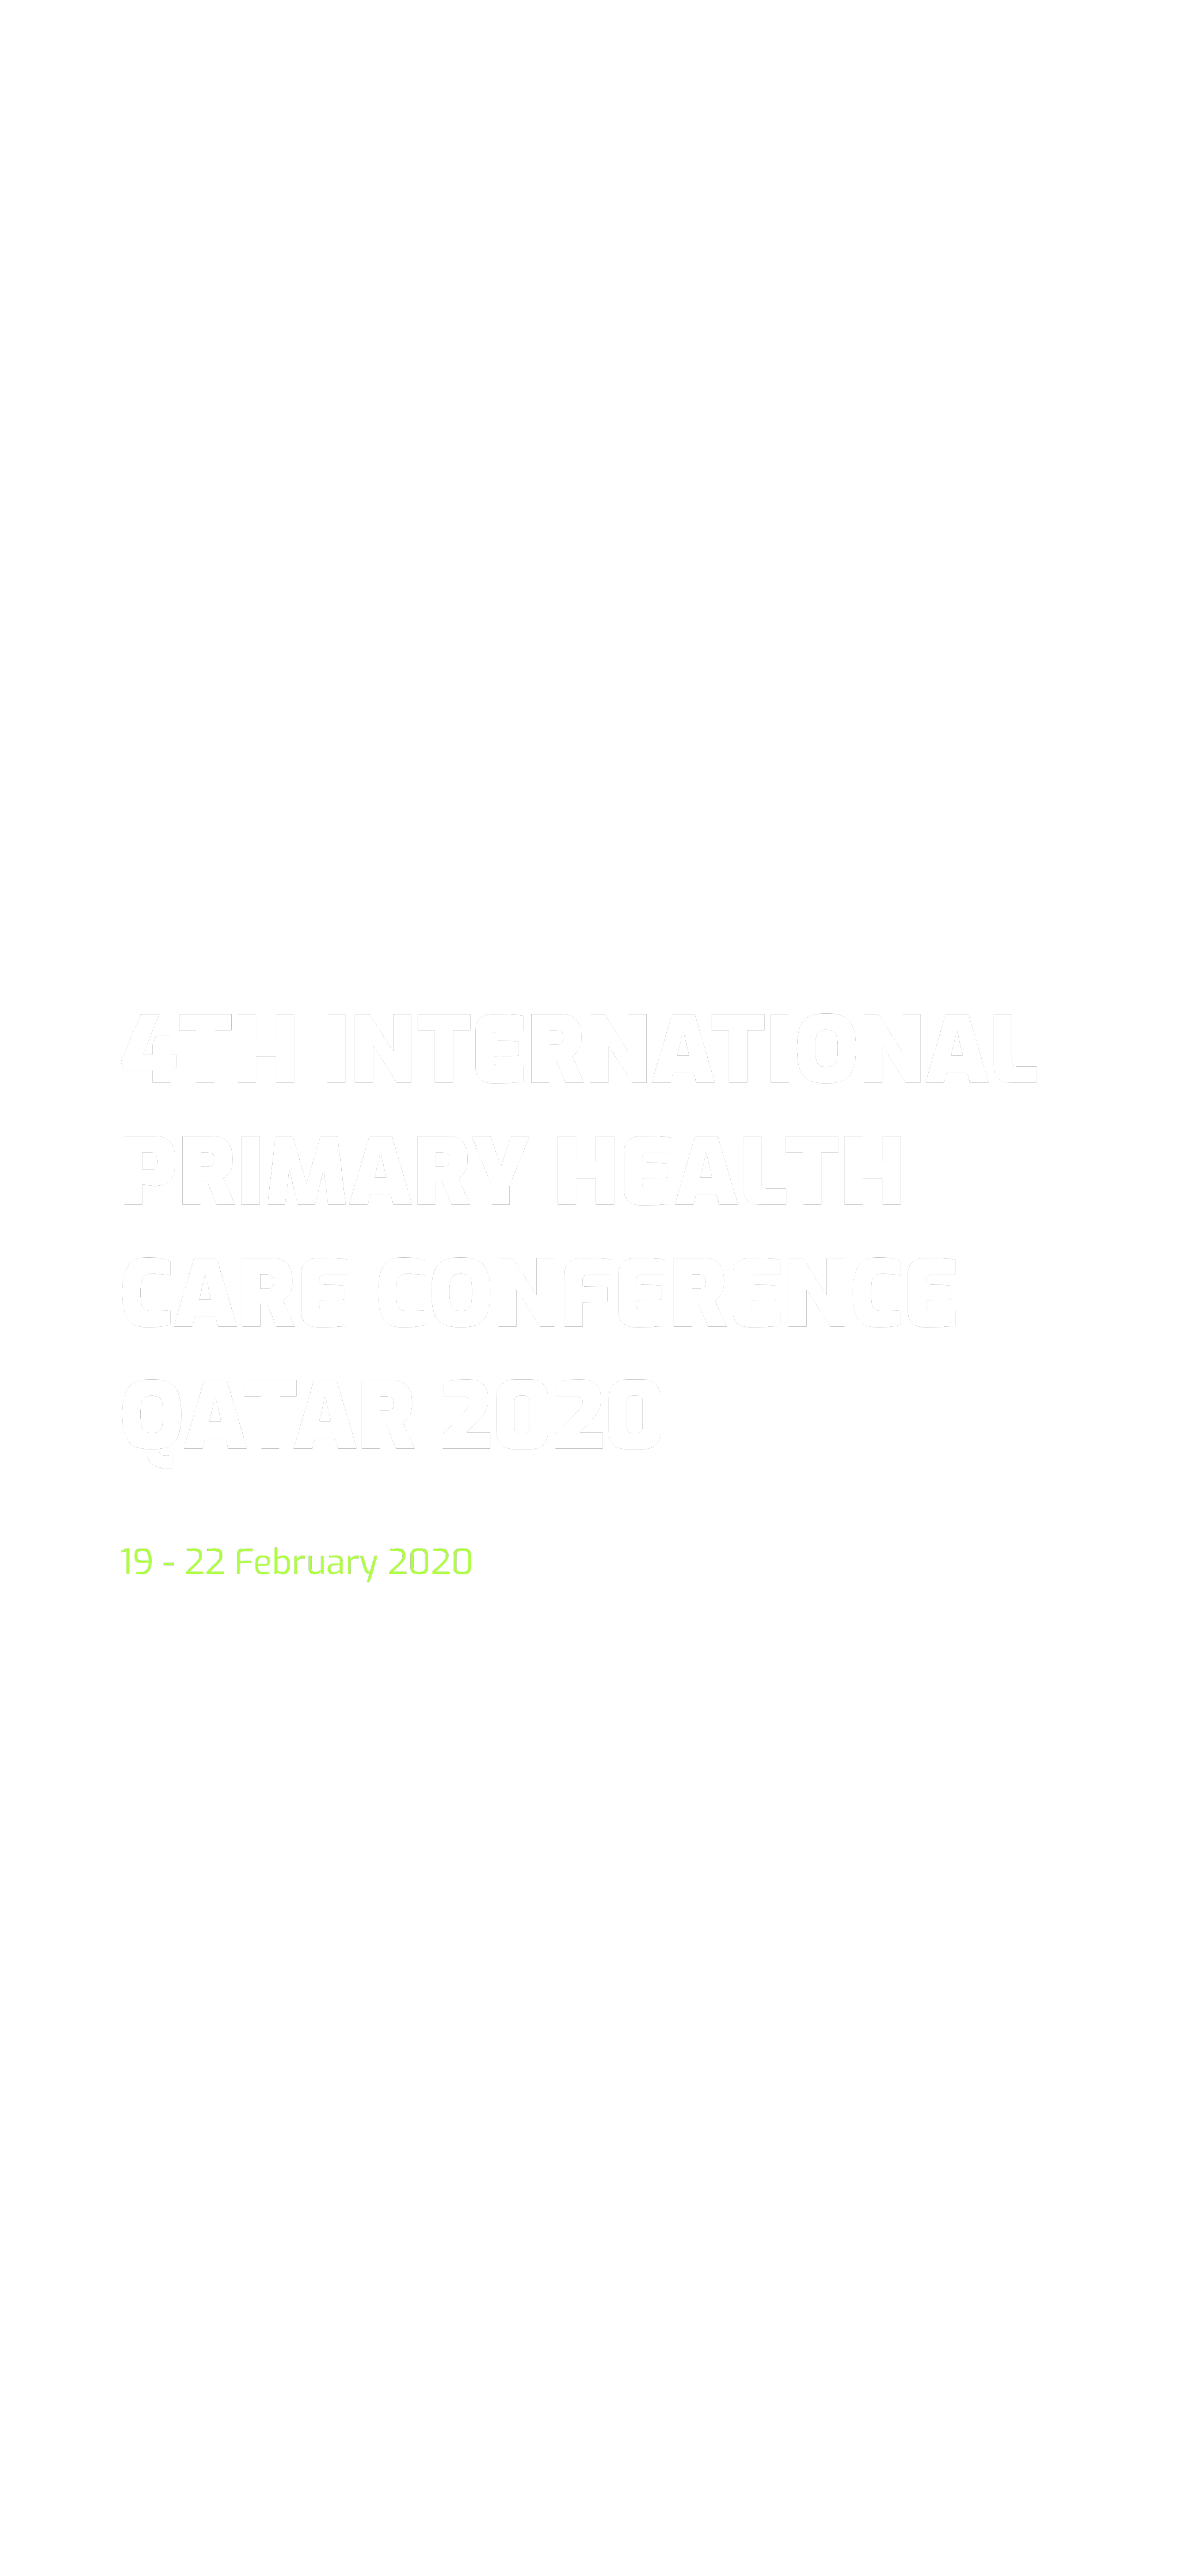 4TH INTERNATIONAL
PRIMARY HEALTH
CARE CONFERENCE
QATAR 2020
19 - 22 February 2020